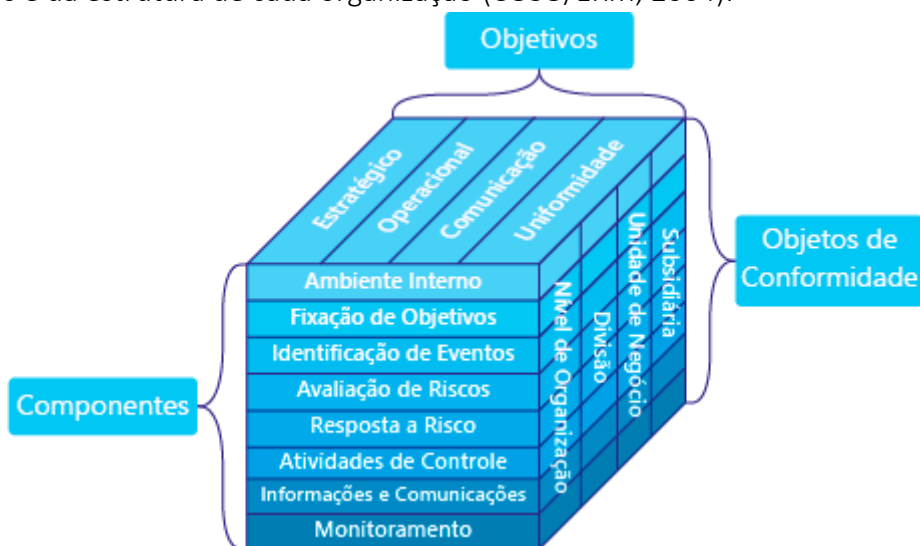 o e da estrutura de cada organização (COSO/ERM, 2004).
Objetivos
Estratégico
Operacional
Comunicação
Uniformidade
Objetos de
Conformidade
Componentes
Ambiente Interno
Fixação de Objetivos
Identificação de Eventos
Avaliação de Riscos
Resposta a Risco
Atividades de Controle
Informações e Comunicações
Monitoramento
Nível de Organização
Divisão
Unidade de Negócio
Subsidiária